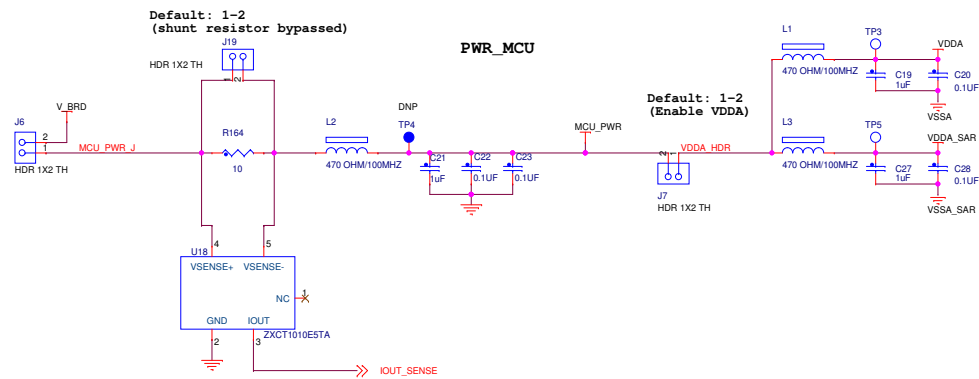 Default: 1-2
(shunt resistor bypassed)
J19
HDR 1X2 TH
1
2
PWR_MCU
L1
470 OHM/100MHZ
TP3
VDDA
C19
1uF
C20
0.1UF
VSSA
V_BRD
J6
2
1
HDR 1X2 TH
MCU_PWR_J
R164
10
L2
470 OHM/100MHZ
DNP
TP4
C21
1uF
C22
0.1UF
C23
0.1UF
MCU_PWR
Default: 1-2
(Enable VDDA)
2
1
VDDA_HDR
J7
HDR 1X2 TH
L3
470 OHM/100MHZ
TP5
VDDA_SAR
C27
1uF
C28
0.1UF
VSSA_SAR
U18
4
5
VSENSE+
VSENSE-
NC
1
GND
IOUT
2
3
ZXCT1010E5TA
IOUT_SENSE